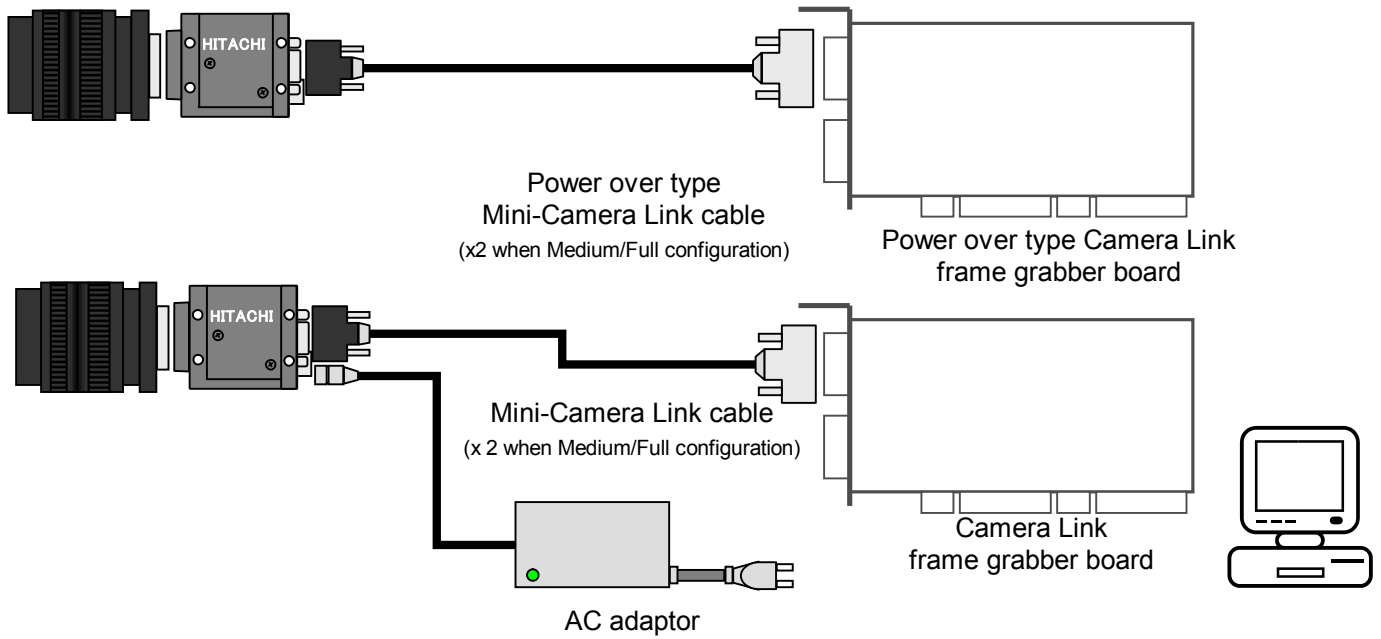 HITACHI
Power over type
Mini-Camera Link cable
(x2 when Medium/Full configuration)
Power over type Camera Link
frame grabber board
HITACHI
Mini-Camera Link cable
(x 2 when Medium/Full configuration)
Camera Link
frame grabber board
AC adaptor